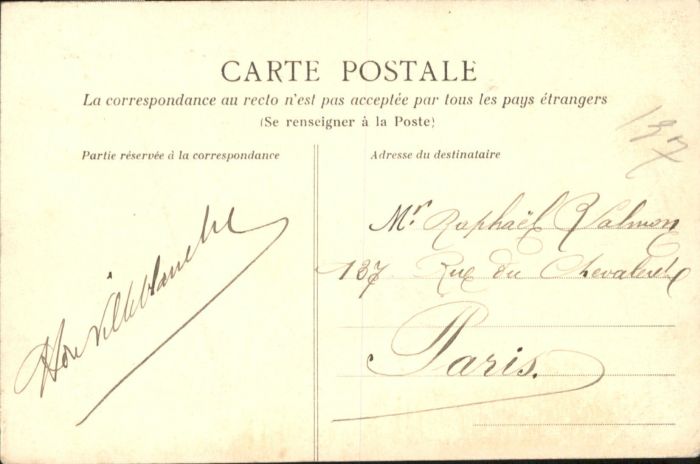 CARTE POSTALE
La correspondance au recto n'est pas acceptée par tous les pays étrangers
(Se renseigner à la Poste)
Partie réservée à la correspondance
Adresse du destinataire
137
Mr Raphaël Valmon
137 Rue du Chevaleret
Paris.
Villeblanche